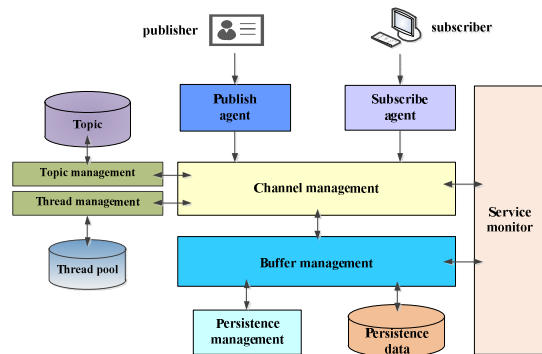 publisher
subscriber
Publish
agent
Subscribe
agent
Topic
Topic management
Thread management
Channel management
Service
monitor
Thread pool
Buffer management
Persistence
management
Persistence
data